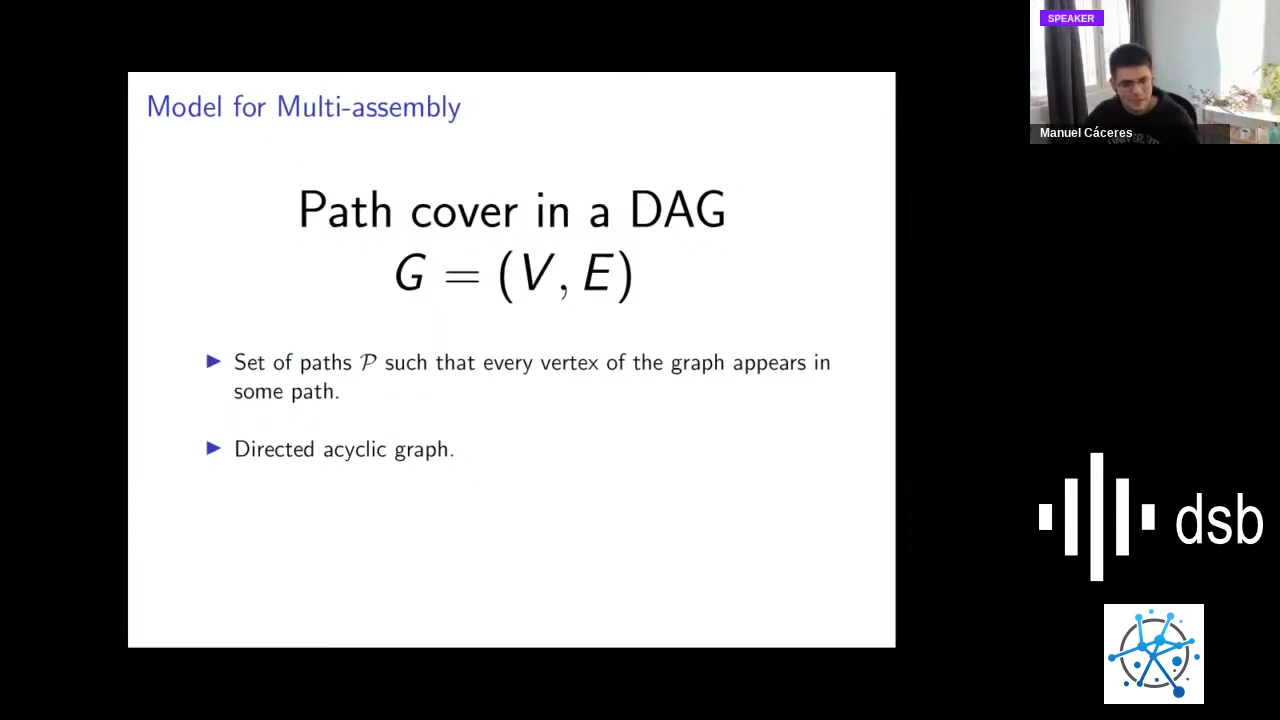 SPEAKER
Manuel Cáceres
Model for Multi-assembly
Path cover in a DAG
G = (V, E)
▶ Set of paths 𝒫 such that every vertex of the graph appears in
some path.
▶ Directed acyclic graph.
dsb